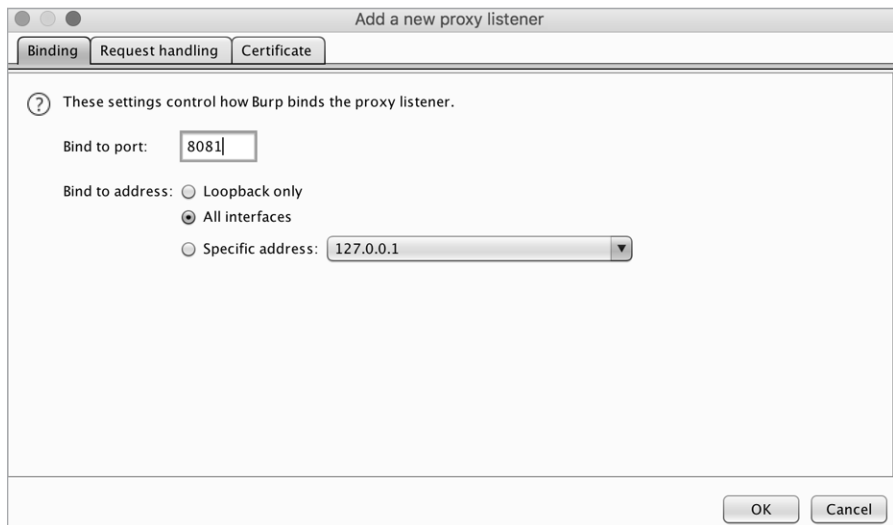 Add a new proxy listener
Binding Request handling Certificate
? These settings control how Burp binds the proxy listener.
Bind to port: 8081
Bind to address: Loopback only
All interfaces
Specific address: 127.0.0.1
OK Cancel